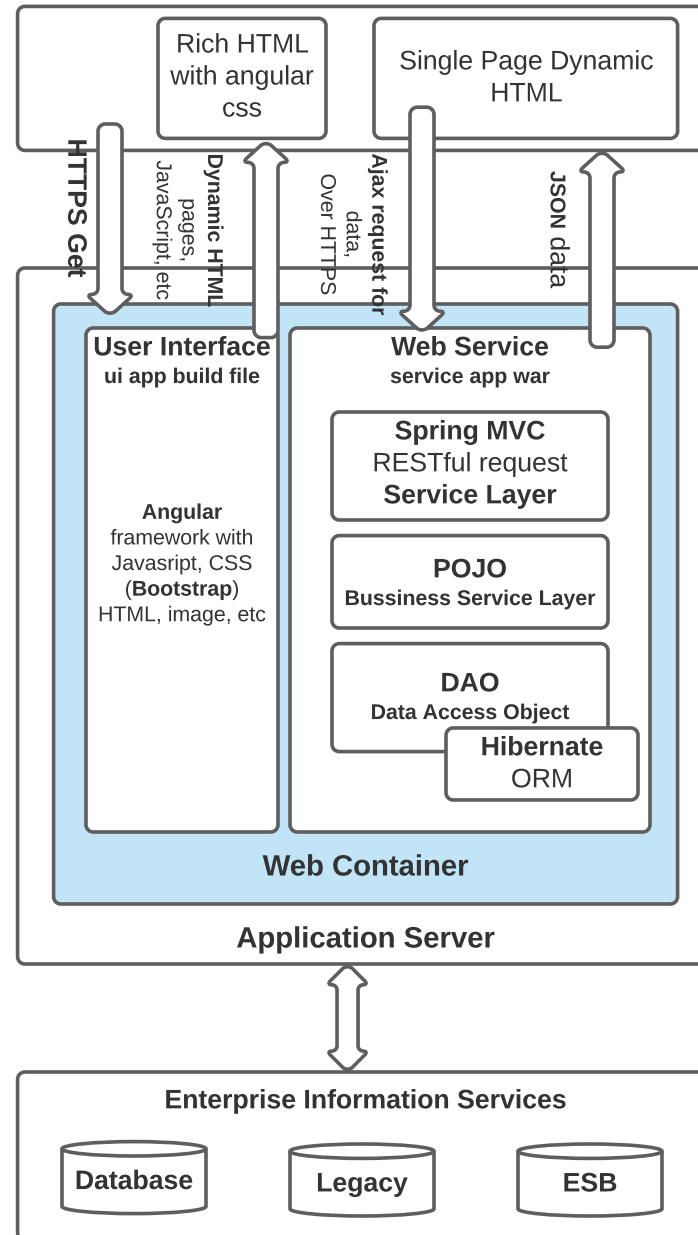 Rich HTML
with angular
css
Single Page Dynamic
HTML
HTTPS Get
Dynamic HTML
pages,
JavaScript, etc
Ajax request for
data,
Over HTTPS
JSON data
User Interface
ui app build file
Angular
framework with
Javasript, CSS
(Bootstrap)
HTML, image, etc
Web Service
service app war
Spring MVC
RESTful request
Service Layer
POJO
Bussiness Service Layer
DAO
Data Access Object
Hibernate
ORM
Web Container
Application Server
Enterprise Information Services
Database
Legacy
ESB